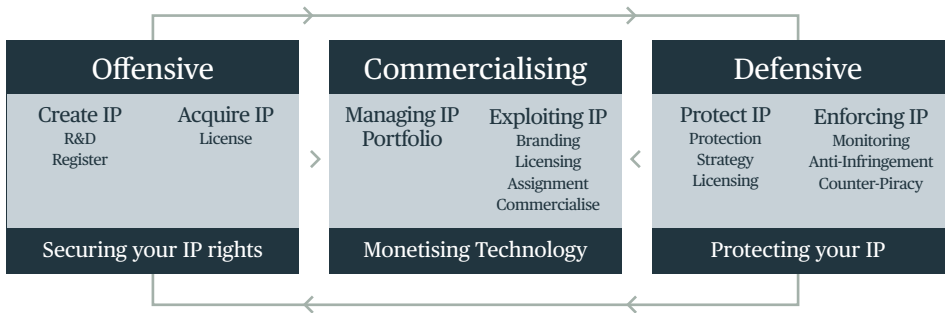 Offensive
Create IP
R&D
Register
Acquire IP
License
Securing your IP rights
Commercialising
Managing IP
Portfolio
Exploiting IP
Branding
Licensing
Assignment
Commercialise
Monetising Technology
Defensive
Protect IP
Protection
Strategy
Licensing
Enforcing IP
Monitoring
Anti-Infringement
Counter-Piracy
Protecting your IP